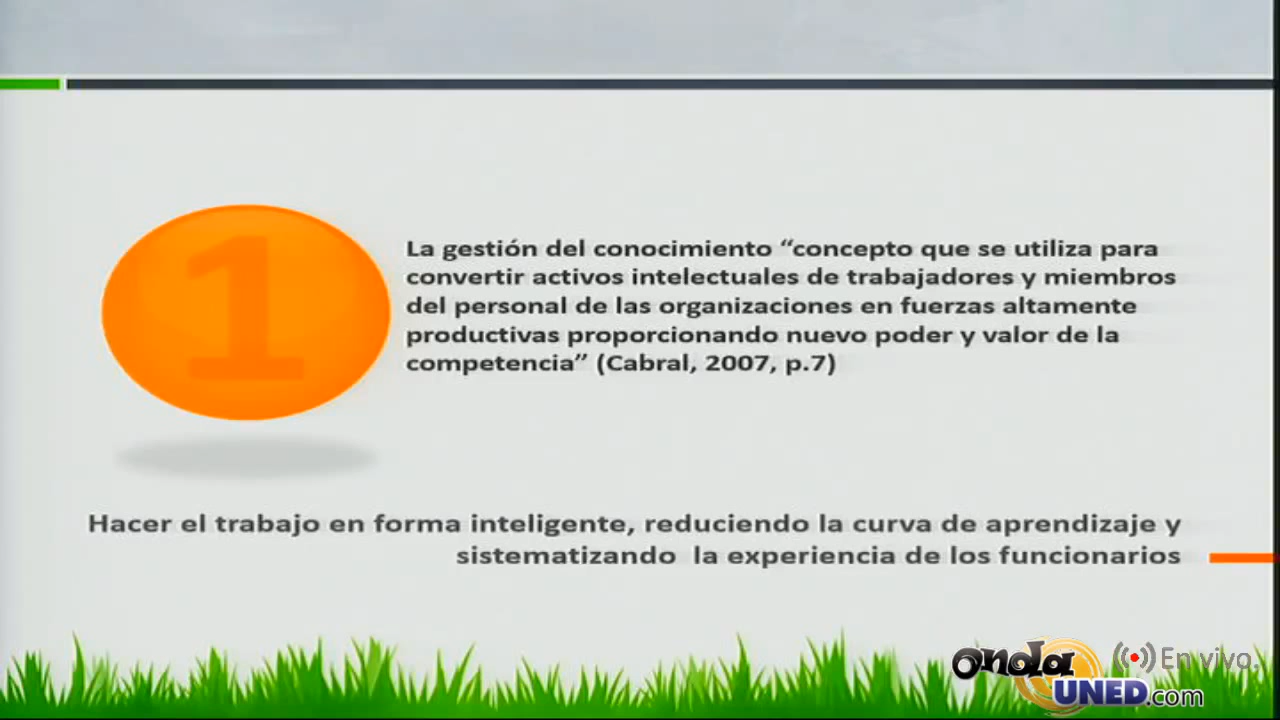 1
La gestión del conocimiento “concepto que se utiliza para
convertir activos intelectuales de trabajadores y miembros
del personal de las organizaciones en fuerzas altamente
productivas proporcionando nuevo poder y valor de la
competencia” (Cabral, 2007, p.7)
Hacer el trabajo en forma inteligente, reduciendo la curva de aprendizaje y
sistematizando la experiencia de los funcionarios
onda
UNED.com
En vivo.